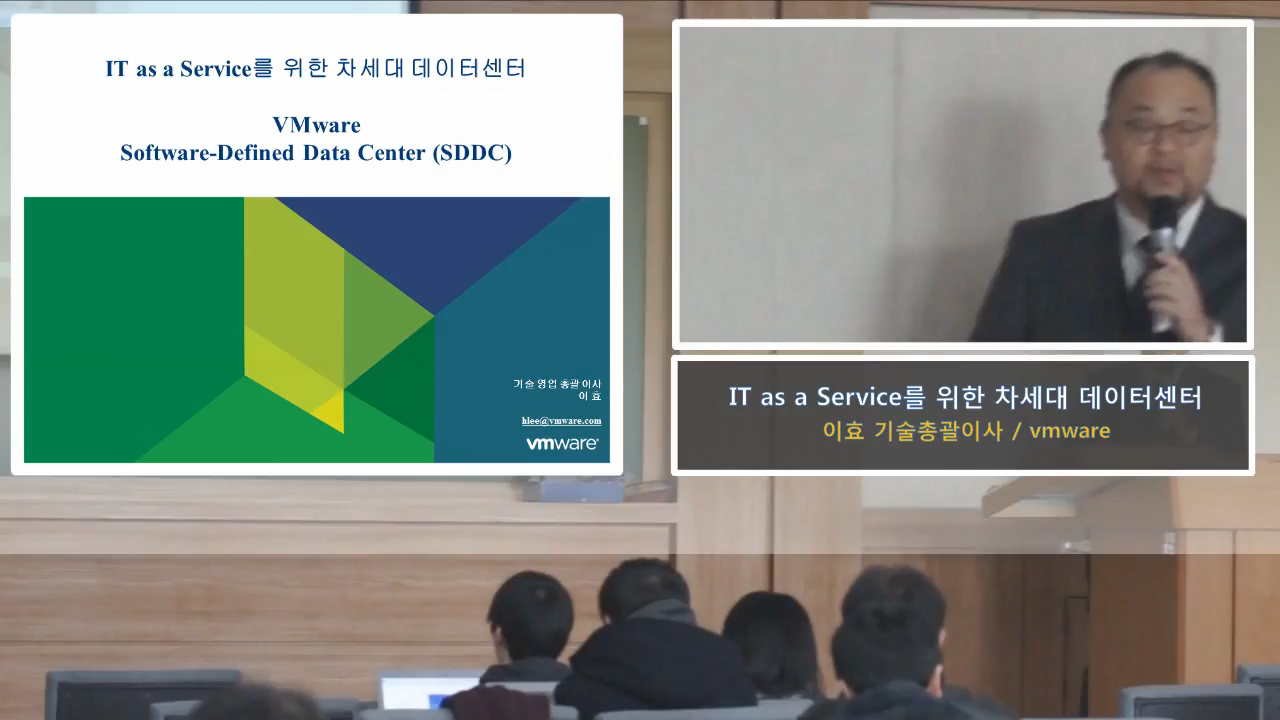 IT as a Service를 위한 차세대 데이터센터
VMware
Software-Defined Data Center (SDDC)
기술 영업 총괄 이사
이 효
hlee@vmware.com
vmware®
IT as a Service를 위한 차세대 데이터센터
이효 기술총괄이사 / vmware